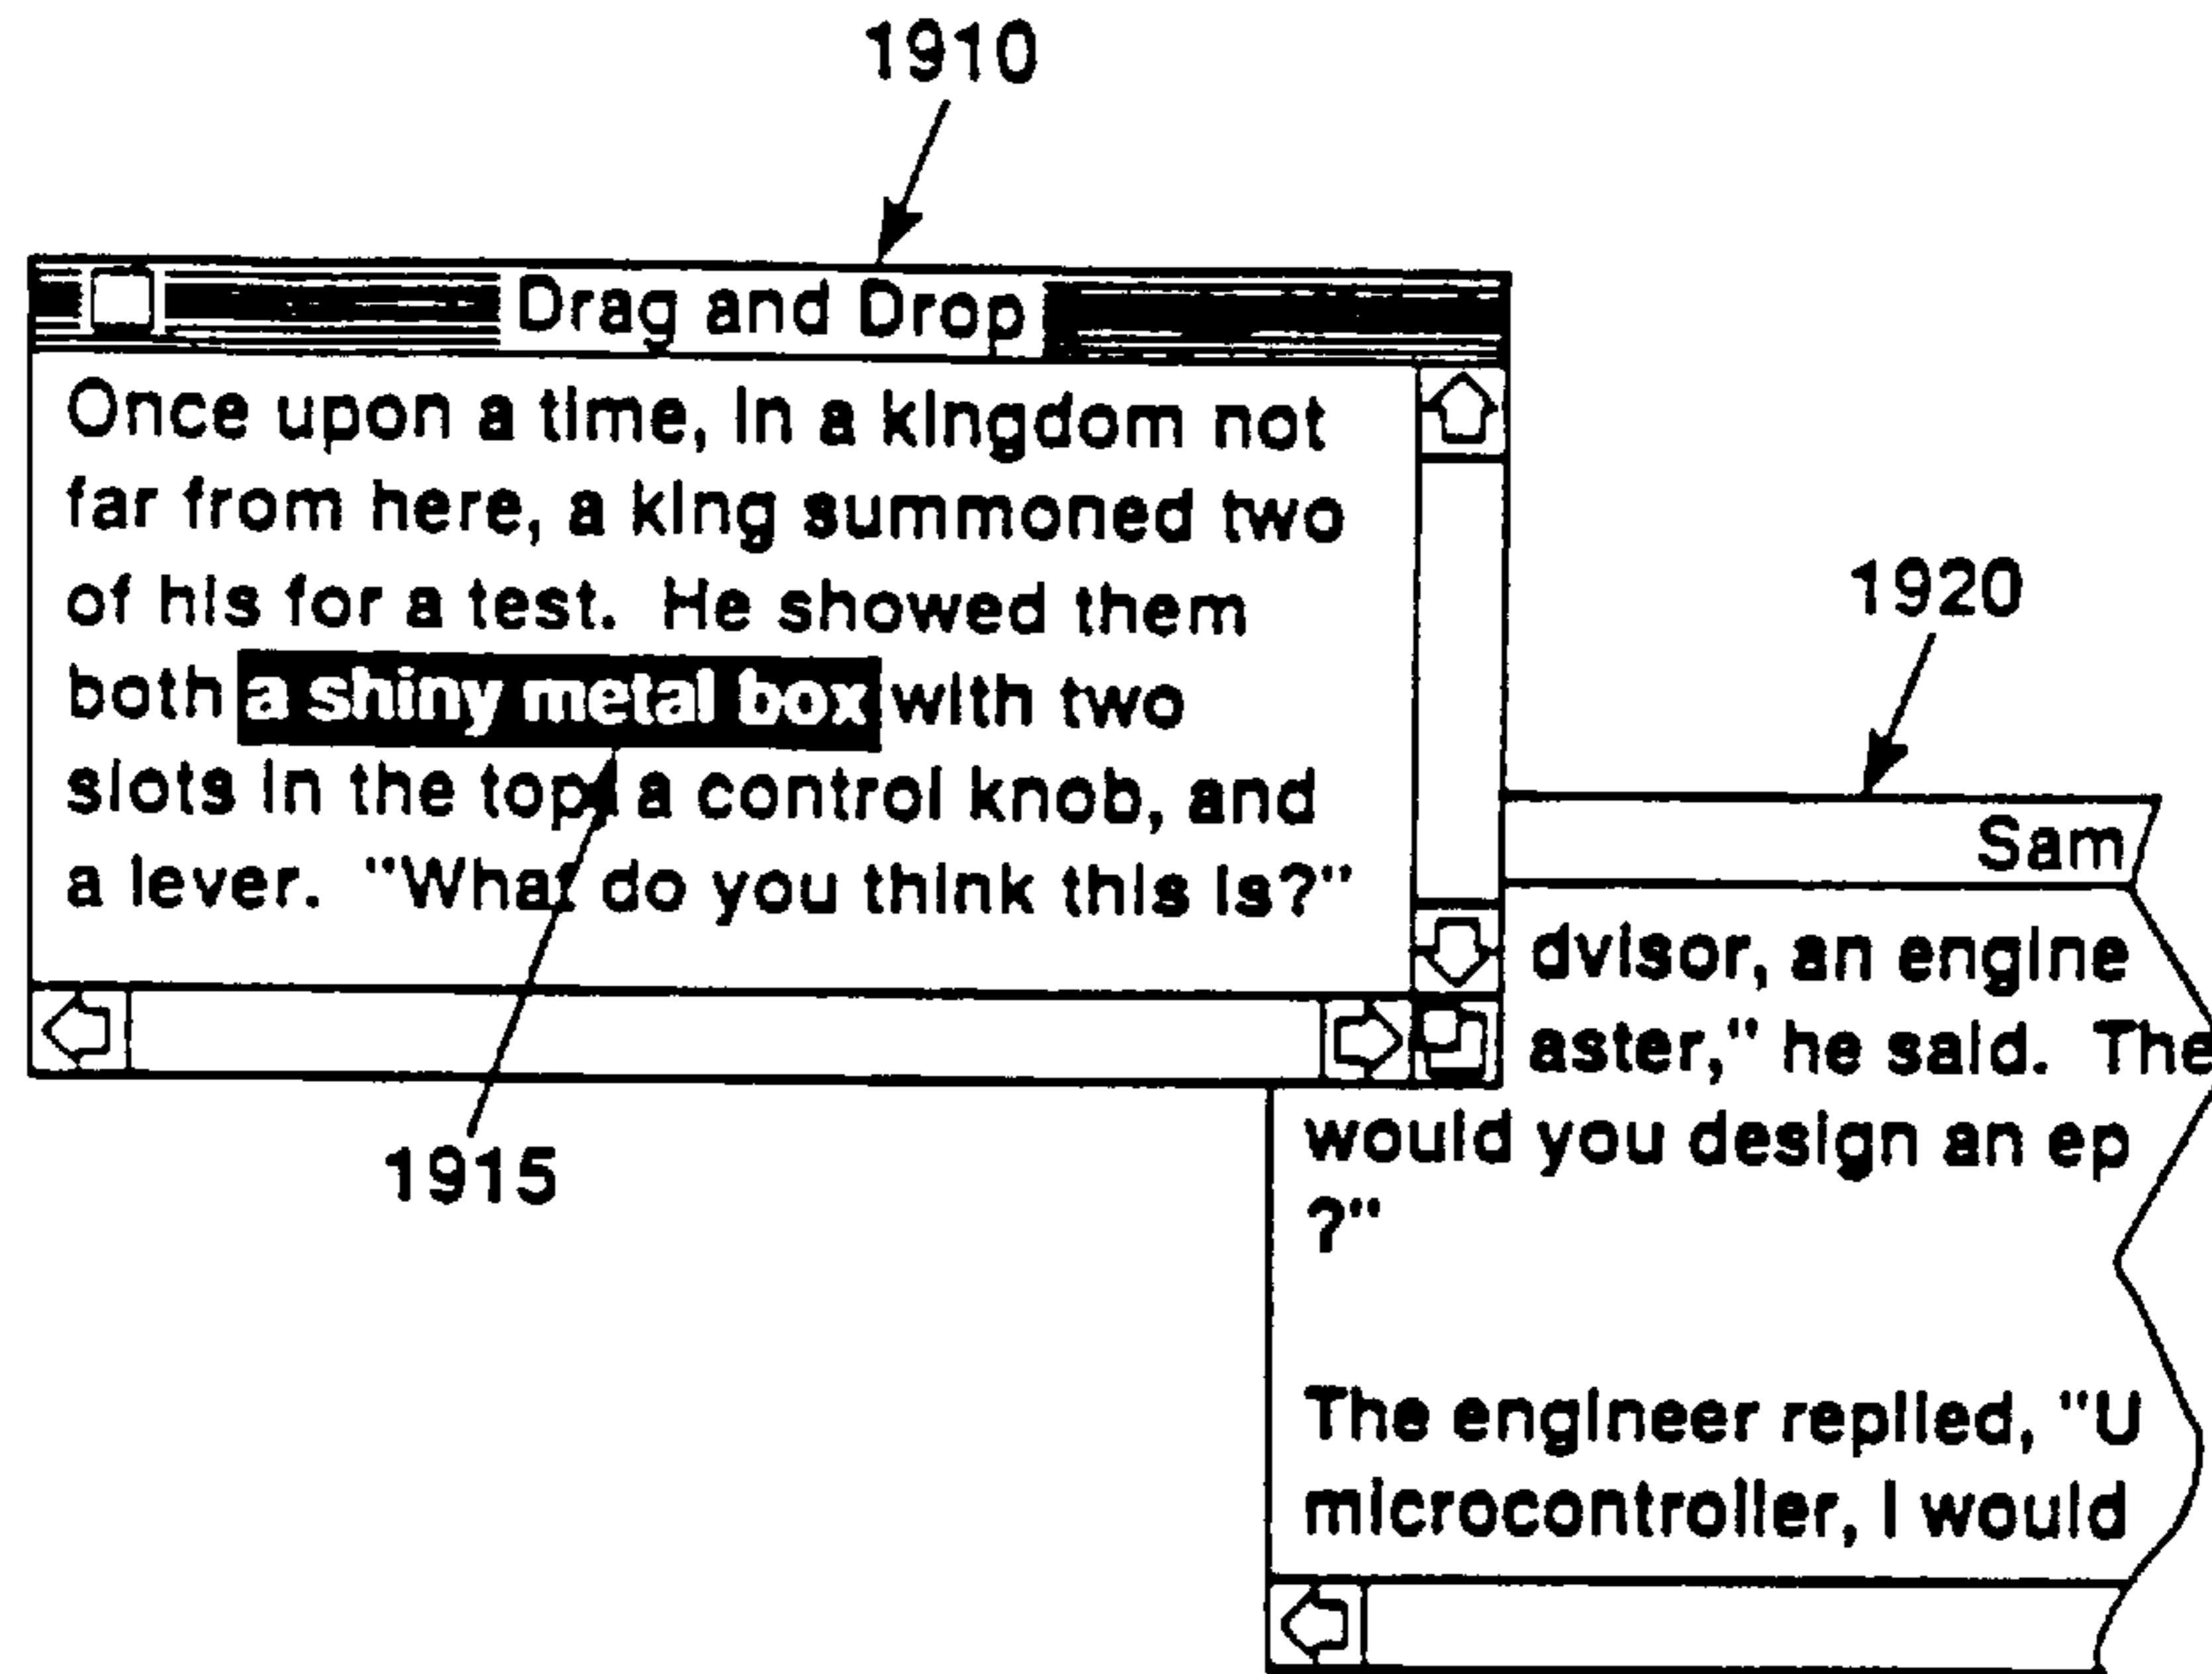 1910
Drag and Drop
Once upon a time, in a kingdom not
far from here, a king summoned two
of his for a test. He showed them
both a shiny metal box with two
slots in the top, a control knob, and
a lever. "What do you think this is?"
1915
1920
Sam
dvisor, an engine
aster," he said. The
would you design an ep
?"
The engineer replied, "U
microcontroller, I would